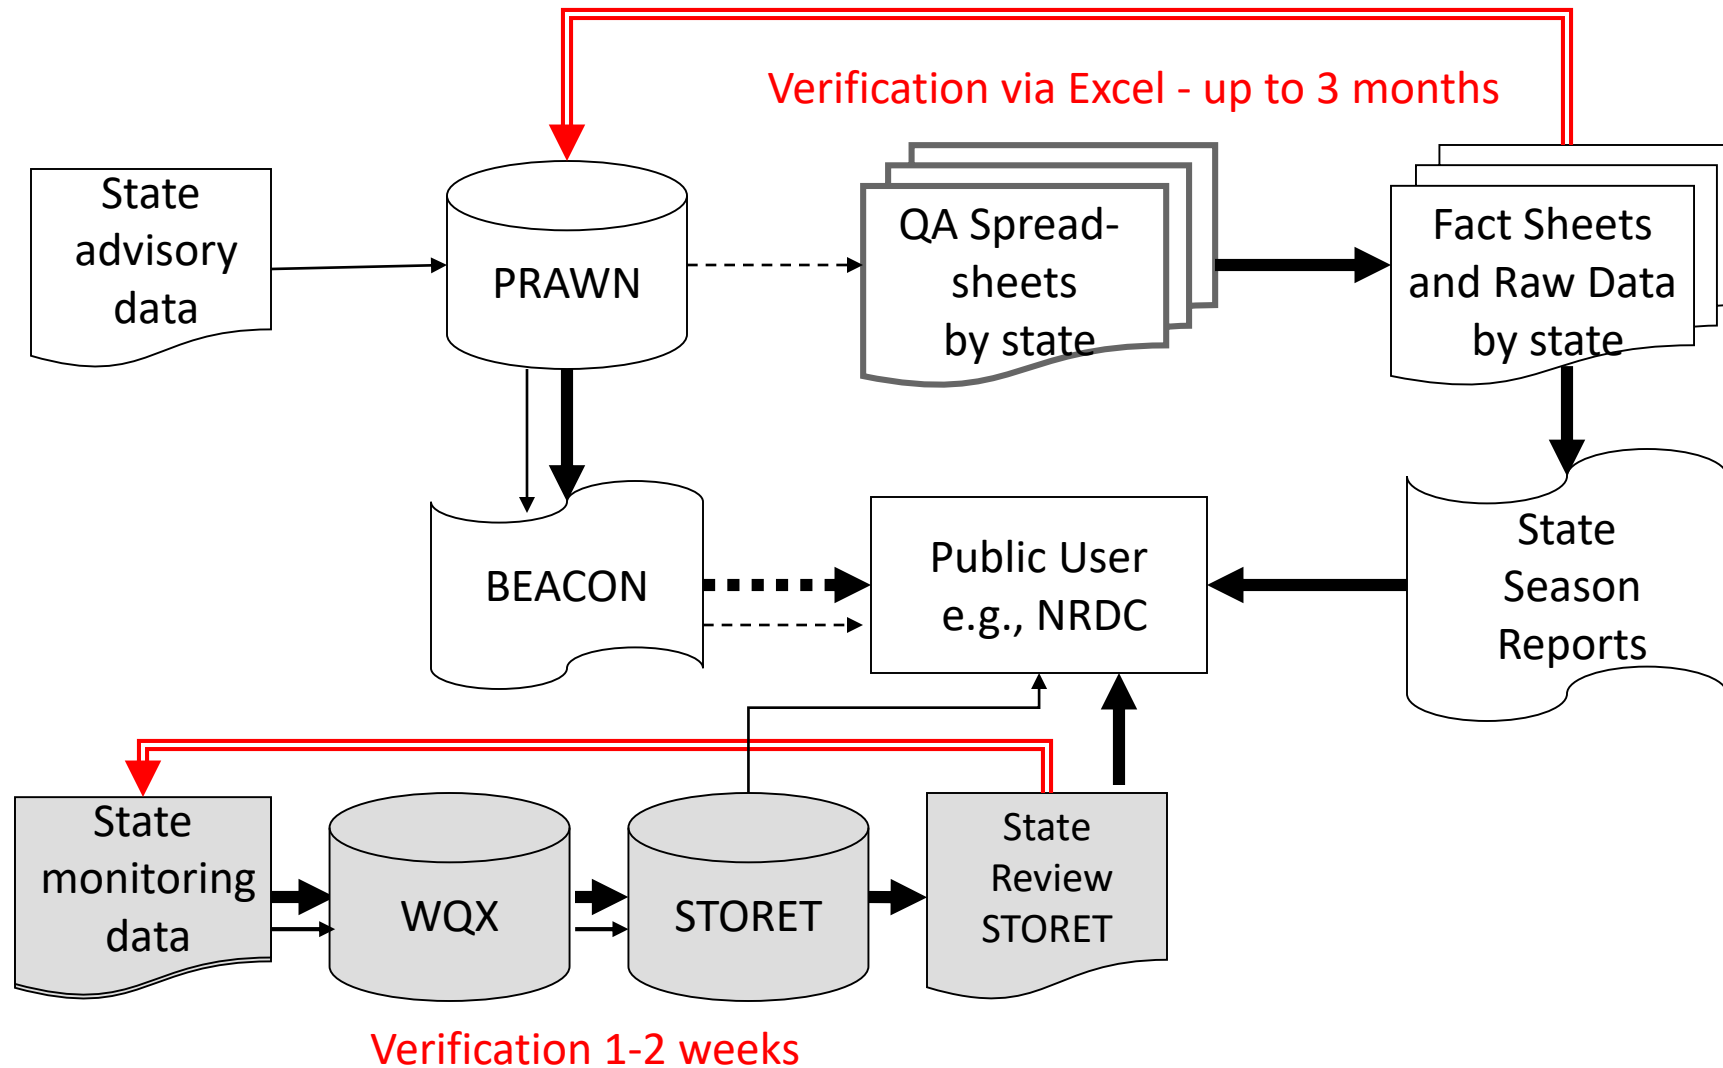 Verification via Excel - up to 3 months
State
advisory
data
PRAWN
QA Spread-
sheets
by state
Fact Sheets
and Raw Data
by state
BEACON
Public User
e.g., NRDC
State
Season
Reports
State
monitoring
data
WQX
STORET
State
Review
STORET
Verification 1-2 weeks